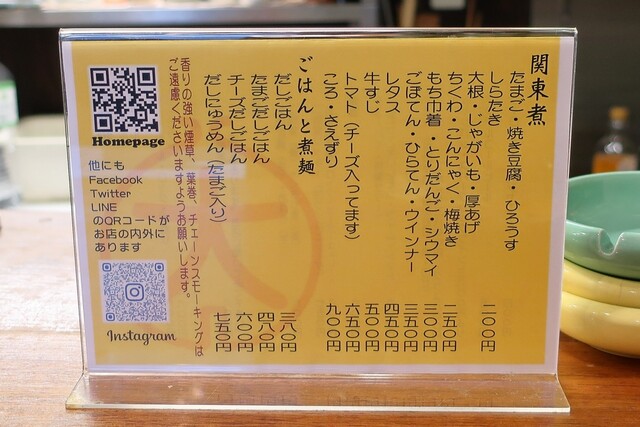 関東煮
たまご・焼き豆腐・ひろうす
しらたき
大根・じゃがいも・厚あげ 二〇〇円
ちくわ・こんにゃく・梅焼き 二五〇円
もち巾着・とりだんご・シウマイ 三〇〇円
ごぼてん・ひらてん・ウインナー 三五〇円
レタス 四五〇円
牛すじ 五〇〇円
トマト(チーズ入ってます) 六五〇円
ころ・さえずり 九〇〇円
ごはんと煮麺
だしごはん 三八〇円
たまごだしごはん 四八〇円
チーズだしごはん 六〇〇円
だしにゅうめん(たまご入り) 七五〇円
香りの強い煙草、葉巻、チェーンスモーキングは
ご遠慮くださいますようお願いします。
Homepage
他にも
Facebook
Twitter
LINE
のQRコードが
お店の内外に
あります
Instagram